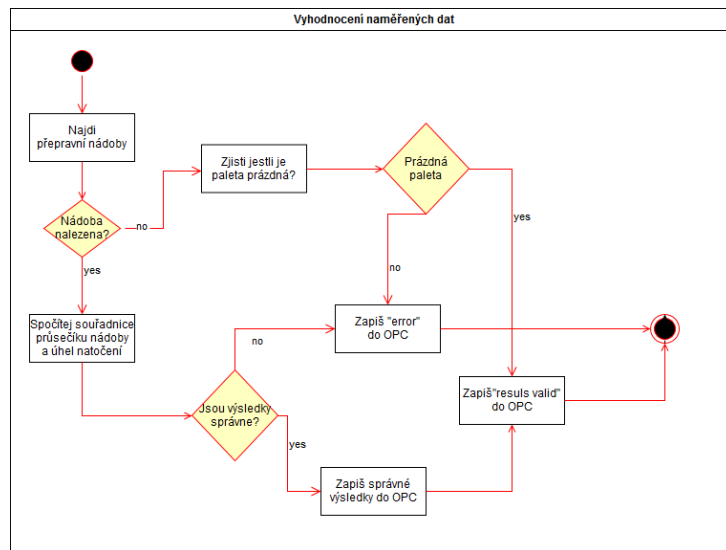 Vyhodnocení naměřených dat
Najdi
přepravní nádoby
Zjisti jestli je
paleta prázdná?
Prázdná
paleta
Nádoba
nalezena?
no
yes
yes
no
Spočítej souřadnice
průsečíku nádoby
a úhel natočení
Zapiš "error"
do OPC
no
Jsou výsledky
správne?
yes
Zapiš"resuls valid"
do OPC
Zapiš správné
výsledky do OPC